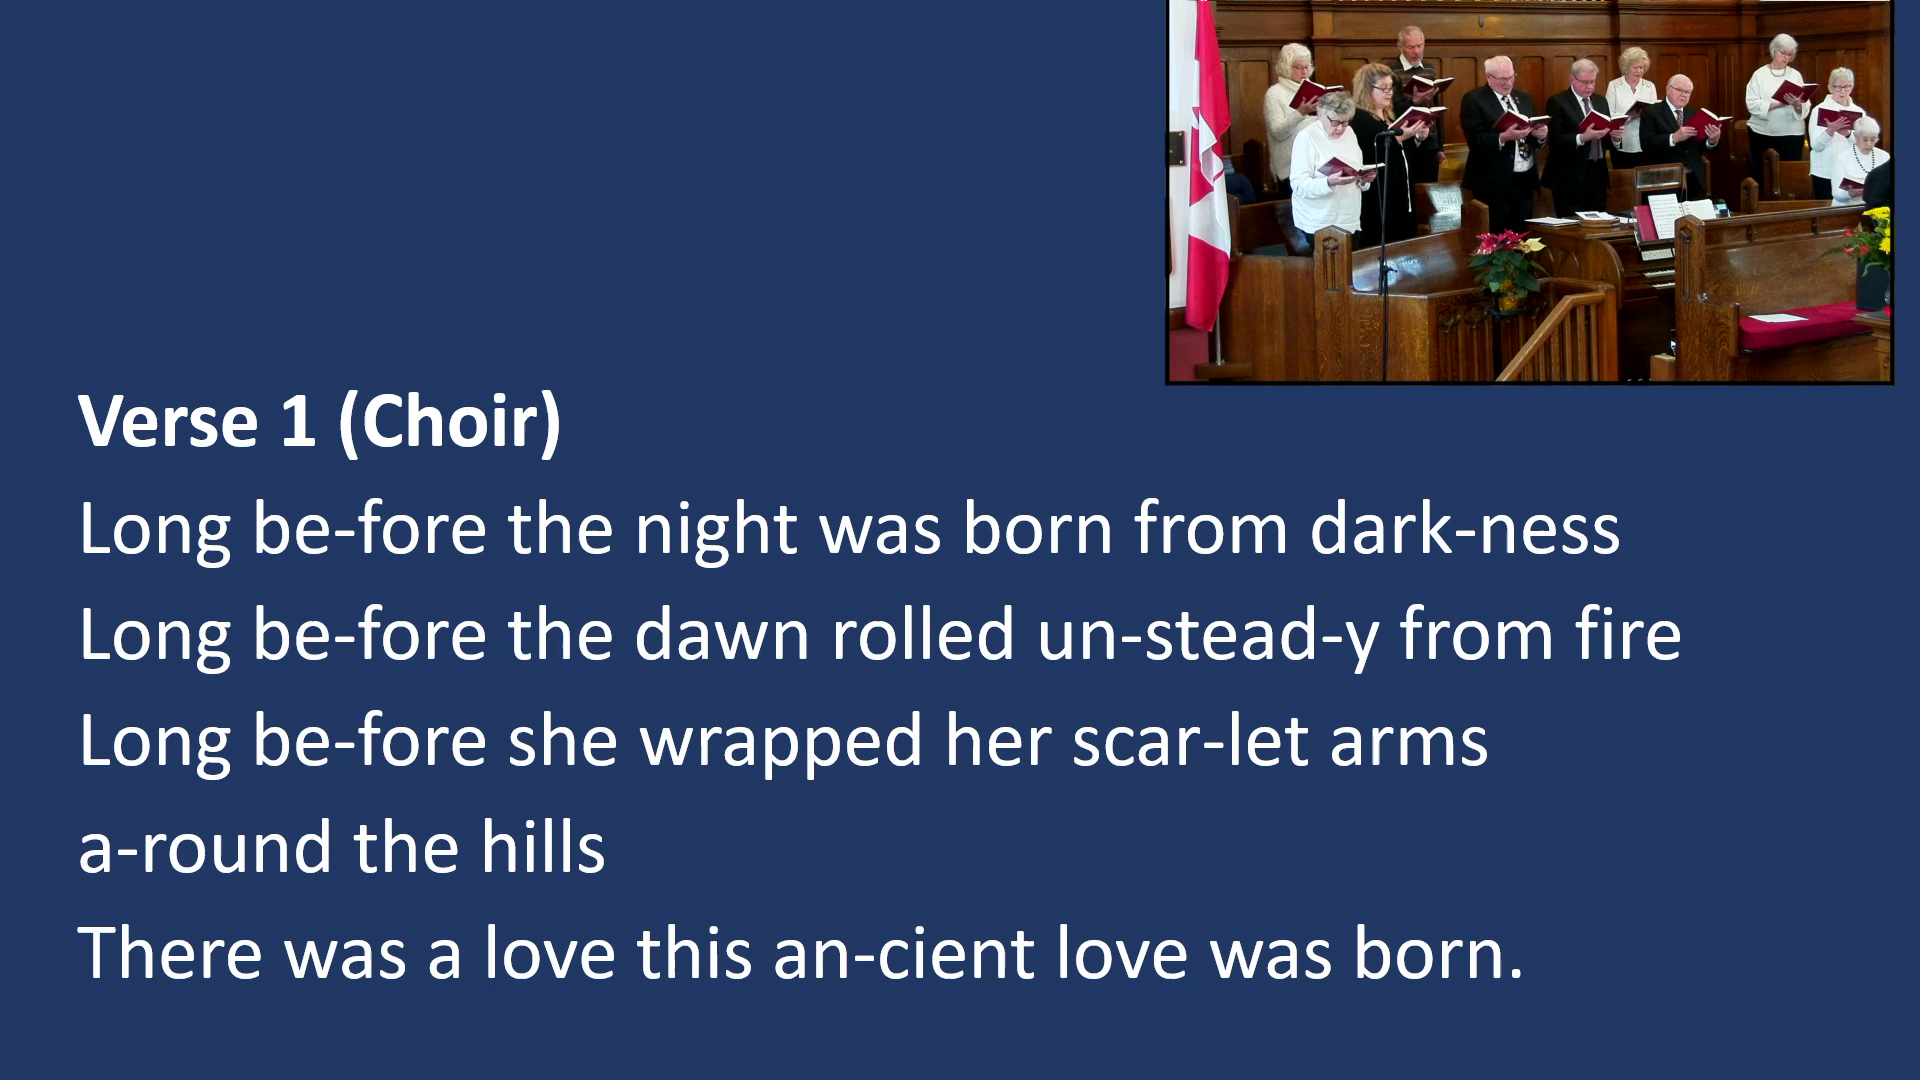 Verse 1 (Choir)
Long be-fore the night was born from dark-ness
Long be-fore the dawn rolled un-stead-y from fire
Long be-fore she wrapped her scar-let arms
a-round the hills
There was a love this an-cient love was born.